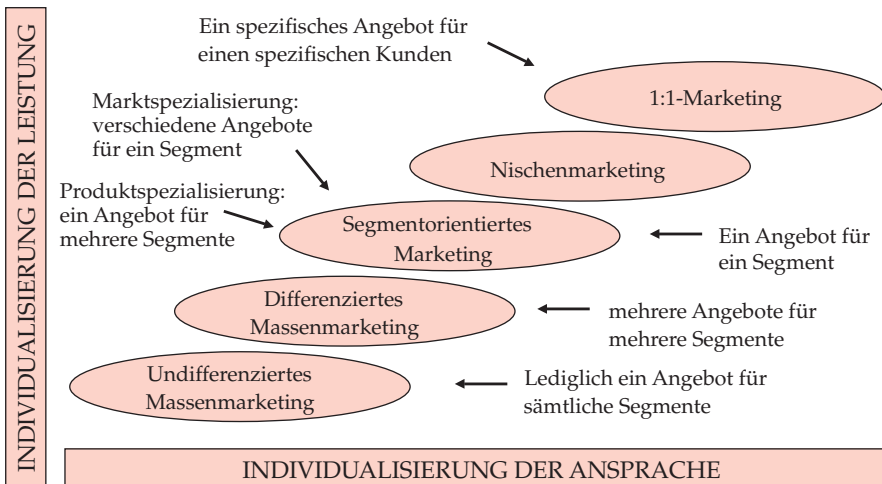 INDIVIDUALISIERUNG DER LEISTUNG
Ein spezifisches Angebot für
einen spezifischen Kunden
1:1-Marketing
Marktspezialisierung:
verschiedene Angebote
für ein Segment
Nischenmarketing
Produktspezialisierung:
ein Angebot für
mehrere Segmente
Segmentorientiertes
Marketing
Ein Angebot für
ein Segment
Differenziertes
Massenmarketing
mehrere Angebote für
mehrere Segmente
Undifferenziertes
Massenmarketing
Lediglich ein Angebot für
sämtliche Segmente
INDIVIDUALISIERUNG DER ANSPRACHE